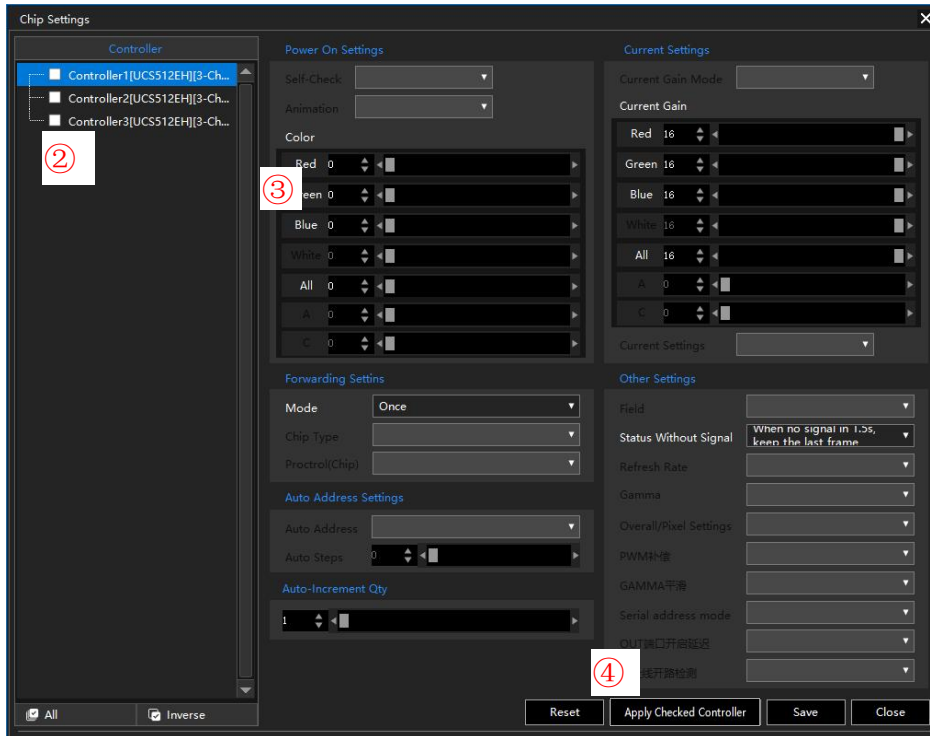 Chip Settings
Controller
Controller1[UCS512EH][3-Ch...
Controller2[UCS512EH][3-Ch...
Controller3[UCS512EH][3-Ch...
②
All
Inverse
Power On Settings
Self-Check
Animation
Color
Red 0
③
een 0
Blue 0
White 0
All 0
A 0
C 0
Forwarding Settins
Mode Once
Chip Type
Proctrol(Chip)
Auto Address Settings
Auto Address
Auto Steps 0
Auto-Increment Qty
1
Current Settings
Current Gain Mode
Current Gain
Red 16
Green 16
Blue 16
White 16
All 16
A 0
C 0
Current Settings
Other Settings
Field
Status Without Signal When no signal in 1.5s,
keep the last frame
Refresh Rate
Gamma
Overall/Pixel Settings
PWM补偿
GAMMA平滑
Serial address mode
OUT端口开启延迟
④
线开路检测
Reset
Apply Checked Controller
Save
Close